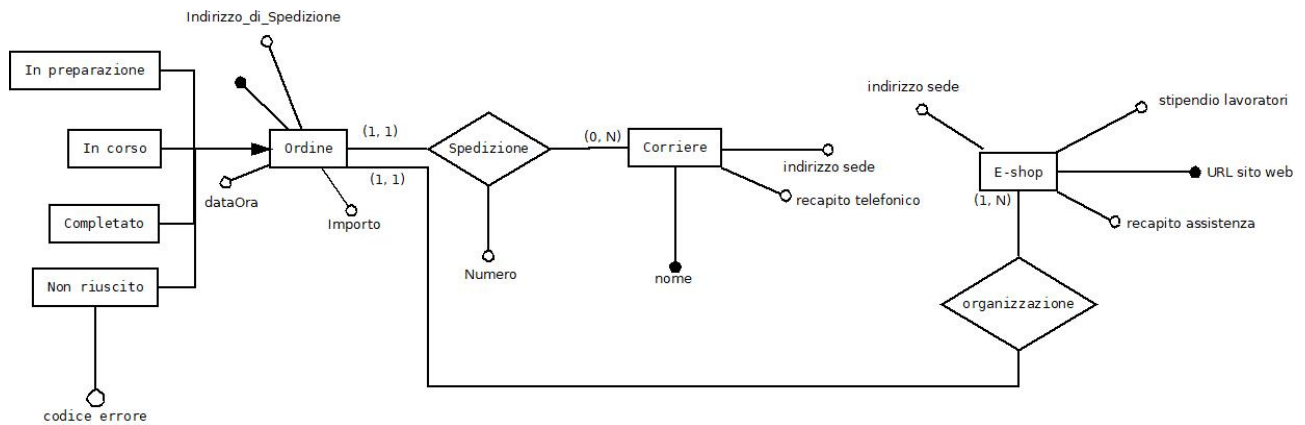 Indirizzo_di_Spedizione
In preparazione
In corso
Completato
Non riuscito
codice errore
Ordine
dataOra
Importo
(1, 1)
(1, 1)
Spedizione
Numero
(0, N)
Corriere
indirizzo sede
recapito telefonico
nome
indirizzo sede
stipendio lavoratori
E-shop
URL sito web
(1, N)
recapito assistenza
organizzazione